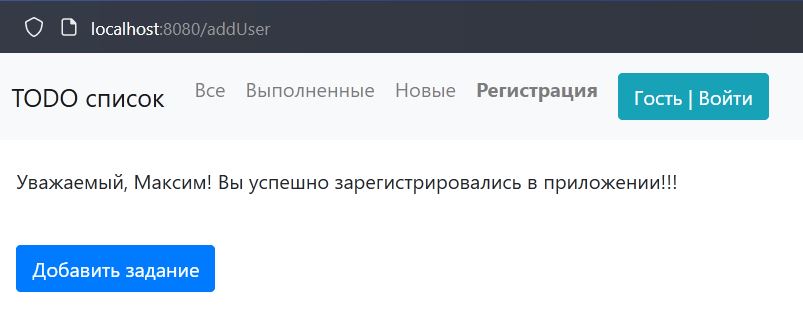 localhost:8080/addUser
TODO список Все Выполненные Новые Регистрация Гость | Войти
Уважаемый, Максим! Вы успешно зарегистрировались в приложении!!!
Добавить задание